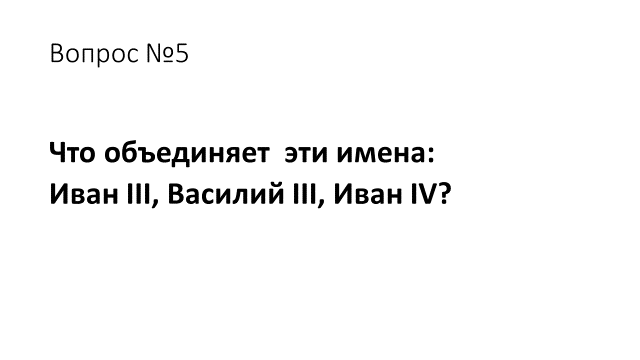 Вопрос №5
Что объединяет  эти имена:
Иван III, Василий III, Иван IV?